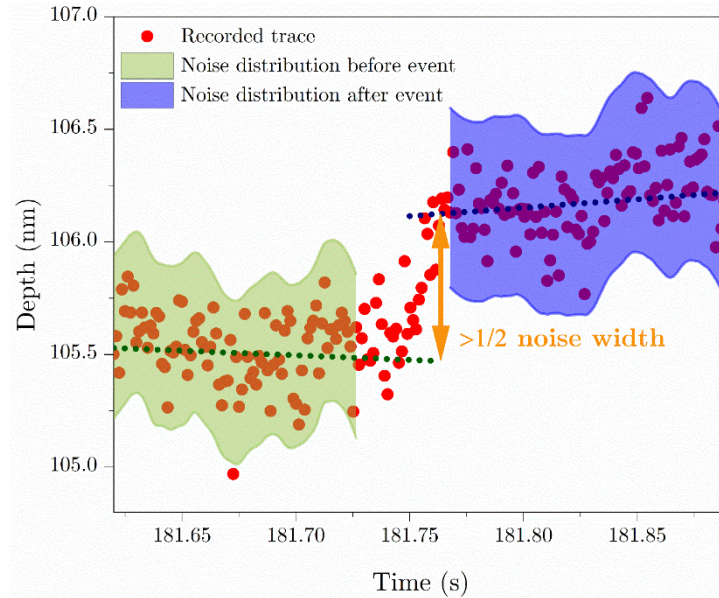 107.0
Recorded trace
Noise distribution before event
Noise distribution after event
106.5
106.0
Depth (nm)
105.5
>1/2 noise width
105.0
181.65 181.70 181.75 181.80 181.85
Time (s)